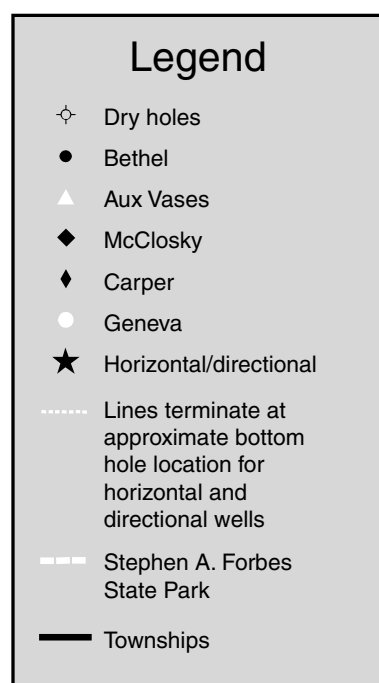 Legend
Dry holes
Bethel
Aux Vases
McClosky
Carper
Geneva
Horizontal/directional
Lines terminate at
approximate bottom
hole location for
horizontal and
directional wells
Stephen A. Forbes
State Park
Townships